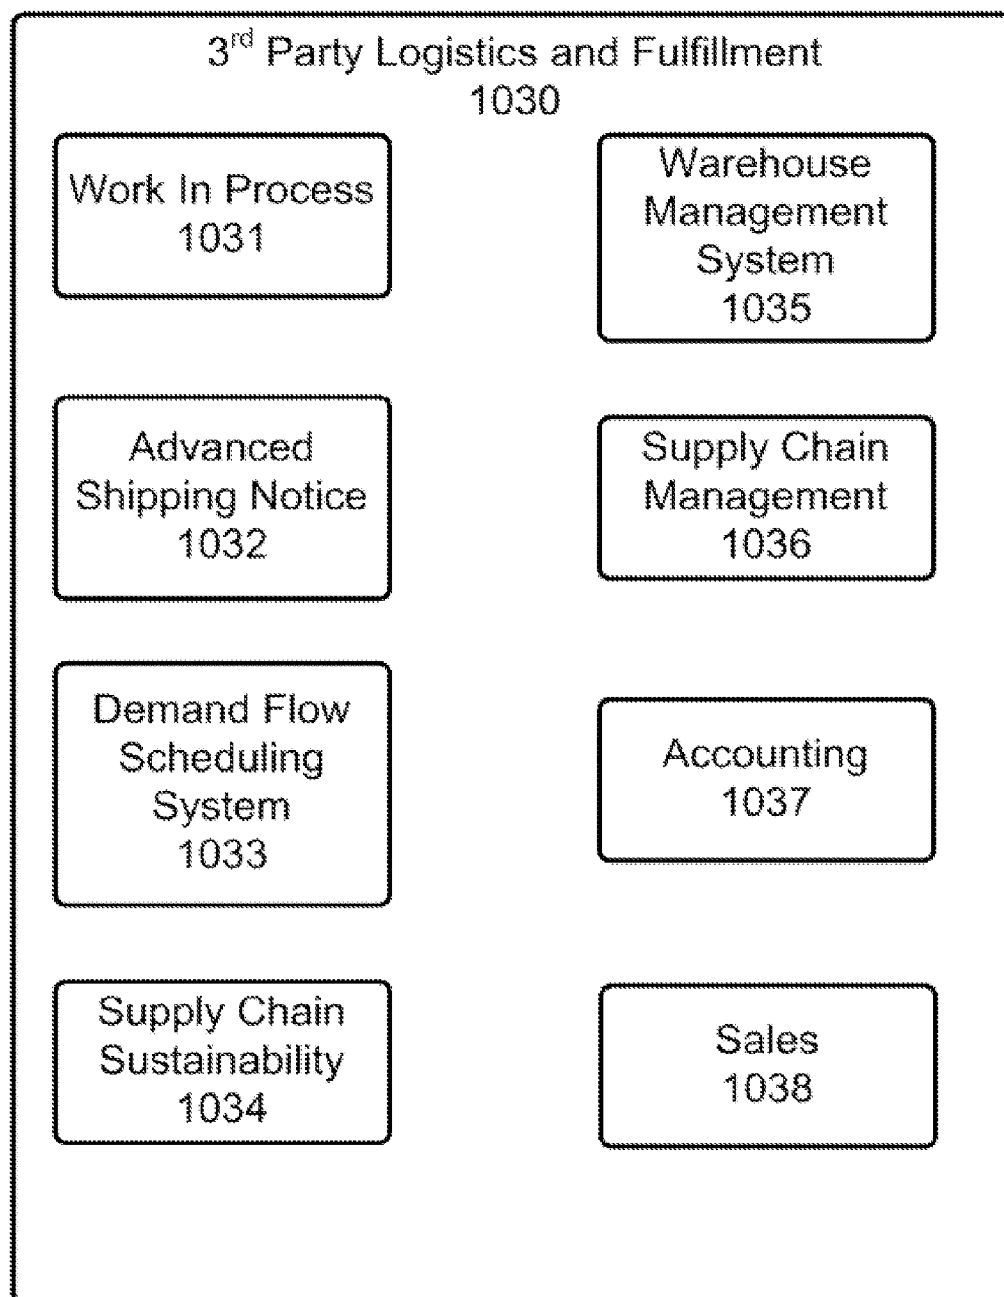 3rd Party Logistics and Fulfillment
1030
Work In Process
1031
Advanced
Shipping Notice
1032
Demand Flow
Scheduling
System
1033
Supply Chain
Sustainability
1034
Warehouse
Management
System
1035
Supply Chain
Management
1036
Accounting
1037
Sales
1038